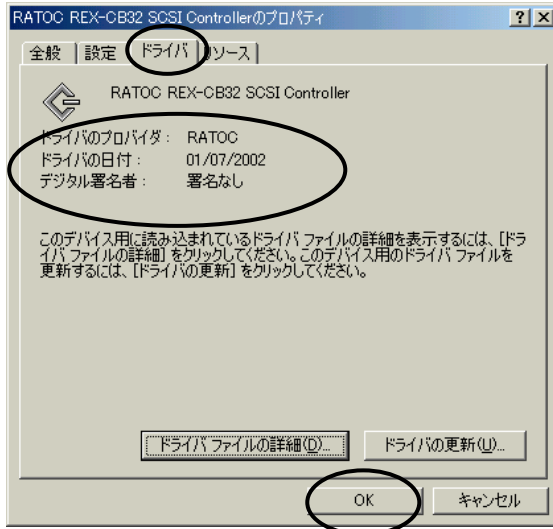 RATOC REX-CB32 SCSI Controllerのプロパティ
全般 設定 ドライバ リソース
RATOC REX-CB32 SCSI Controller
ドライバのプロバイダ： RATOC
ドライバの日付： 01/07/2002
デジタル署名者： 署名なし
このデバイス用に読み込まれているドライバ ファイルの詳細を表示するには、[ドラ
イバ ファイルの詳細] をクリックしてください。このデバイス用のドライバ ファイルを
更新するには、[ドライバの更新] をクリックしてください。
ドライバ ファイルの詳細(D)... ドライバの更新(U)...
OK キャンセル